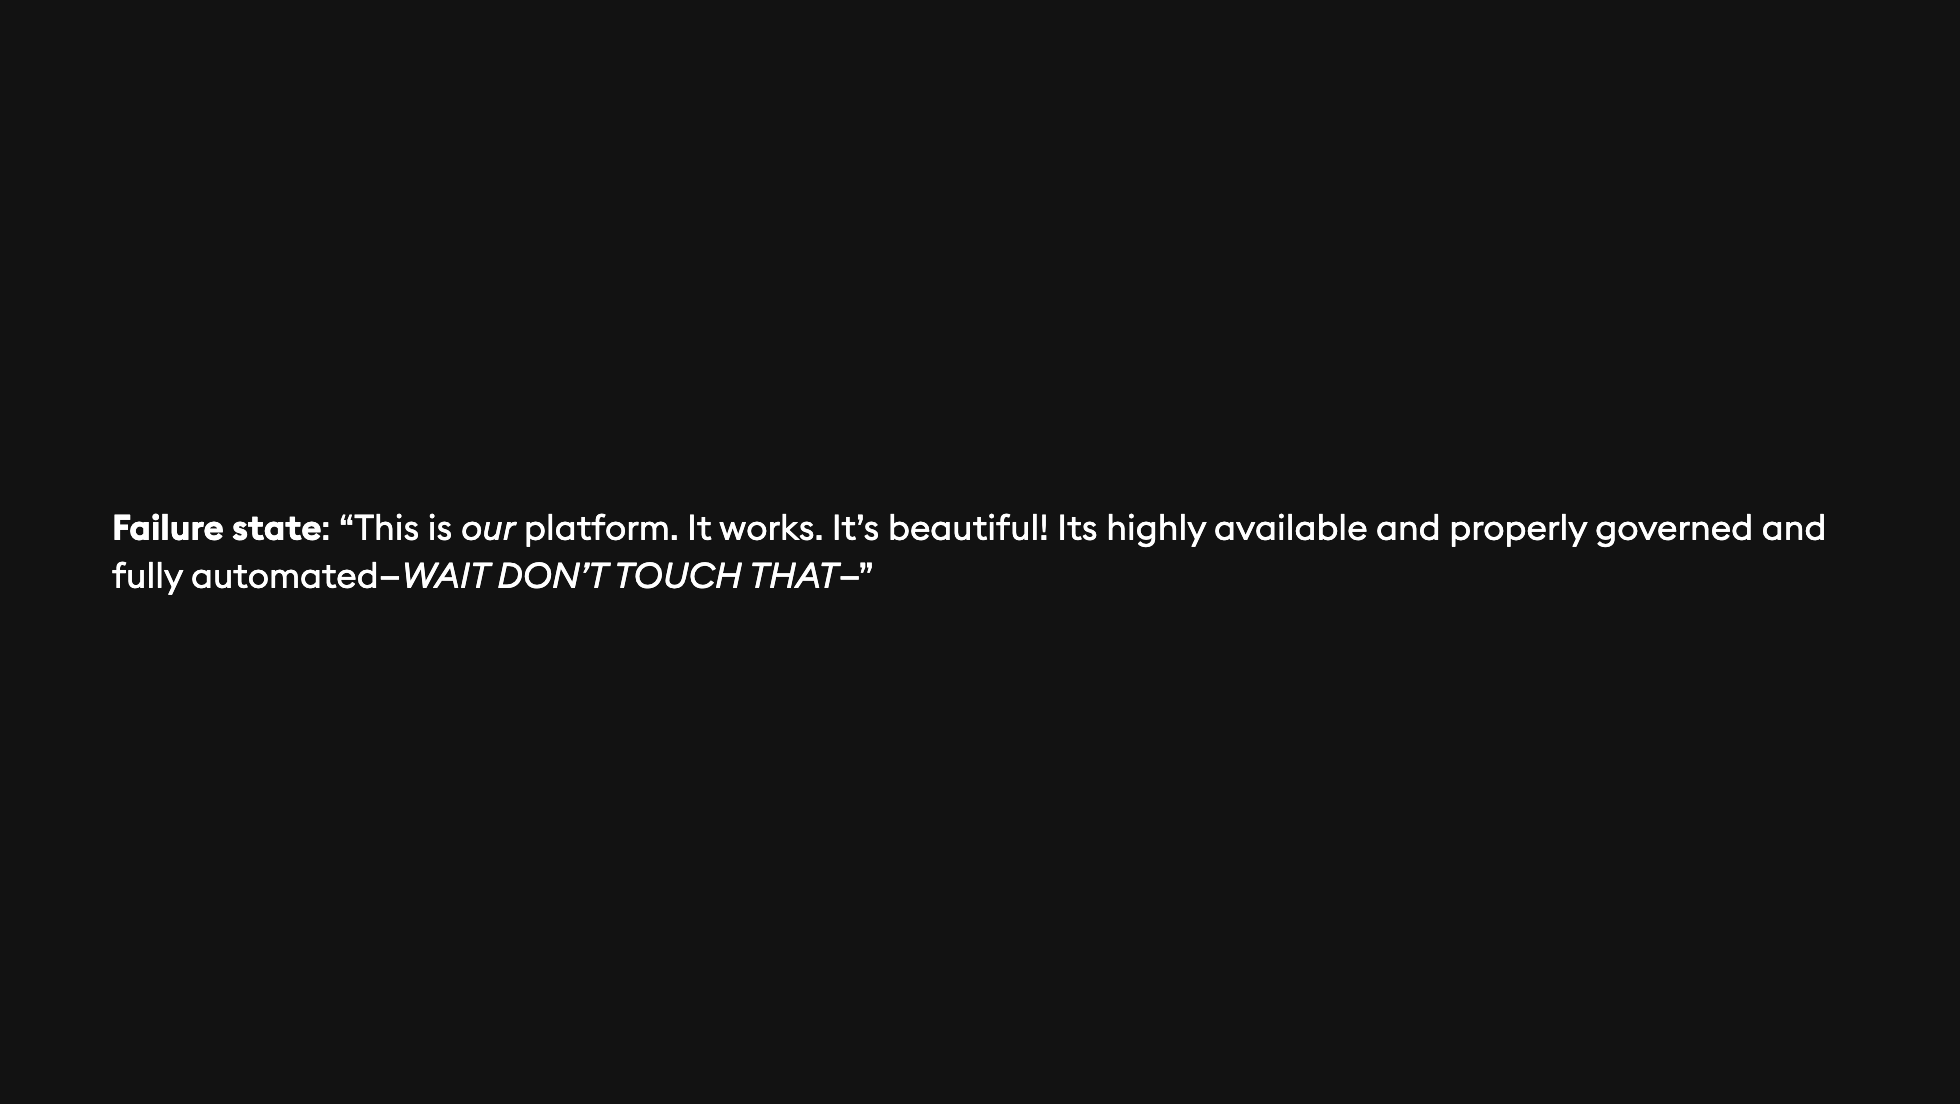 Failure state: “This is our platform. It works. It’s beautiful! Its highly available and properly governed and
fully automated—WAIT DON’T TOUCH THAT—”